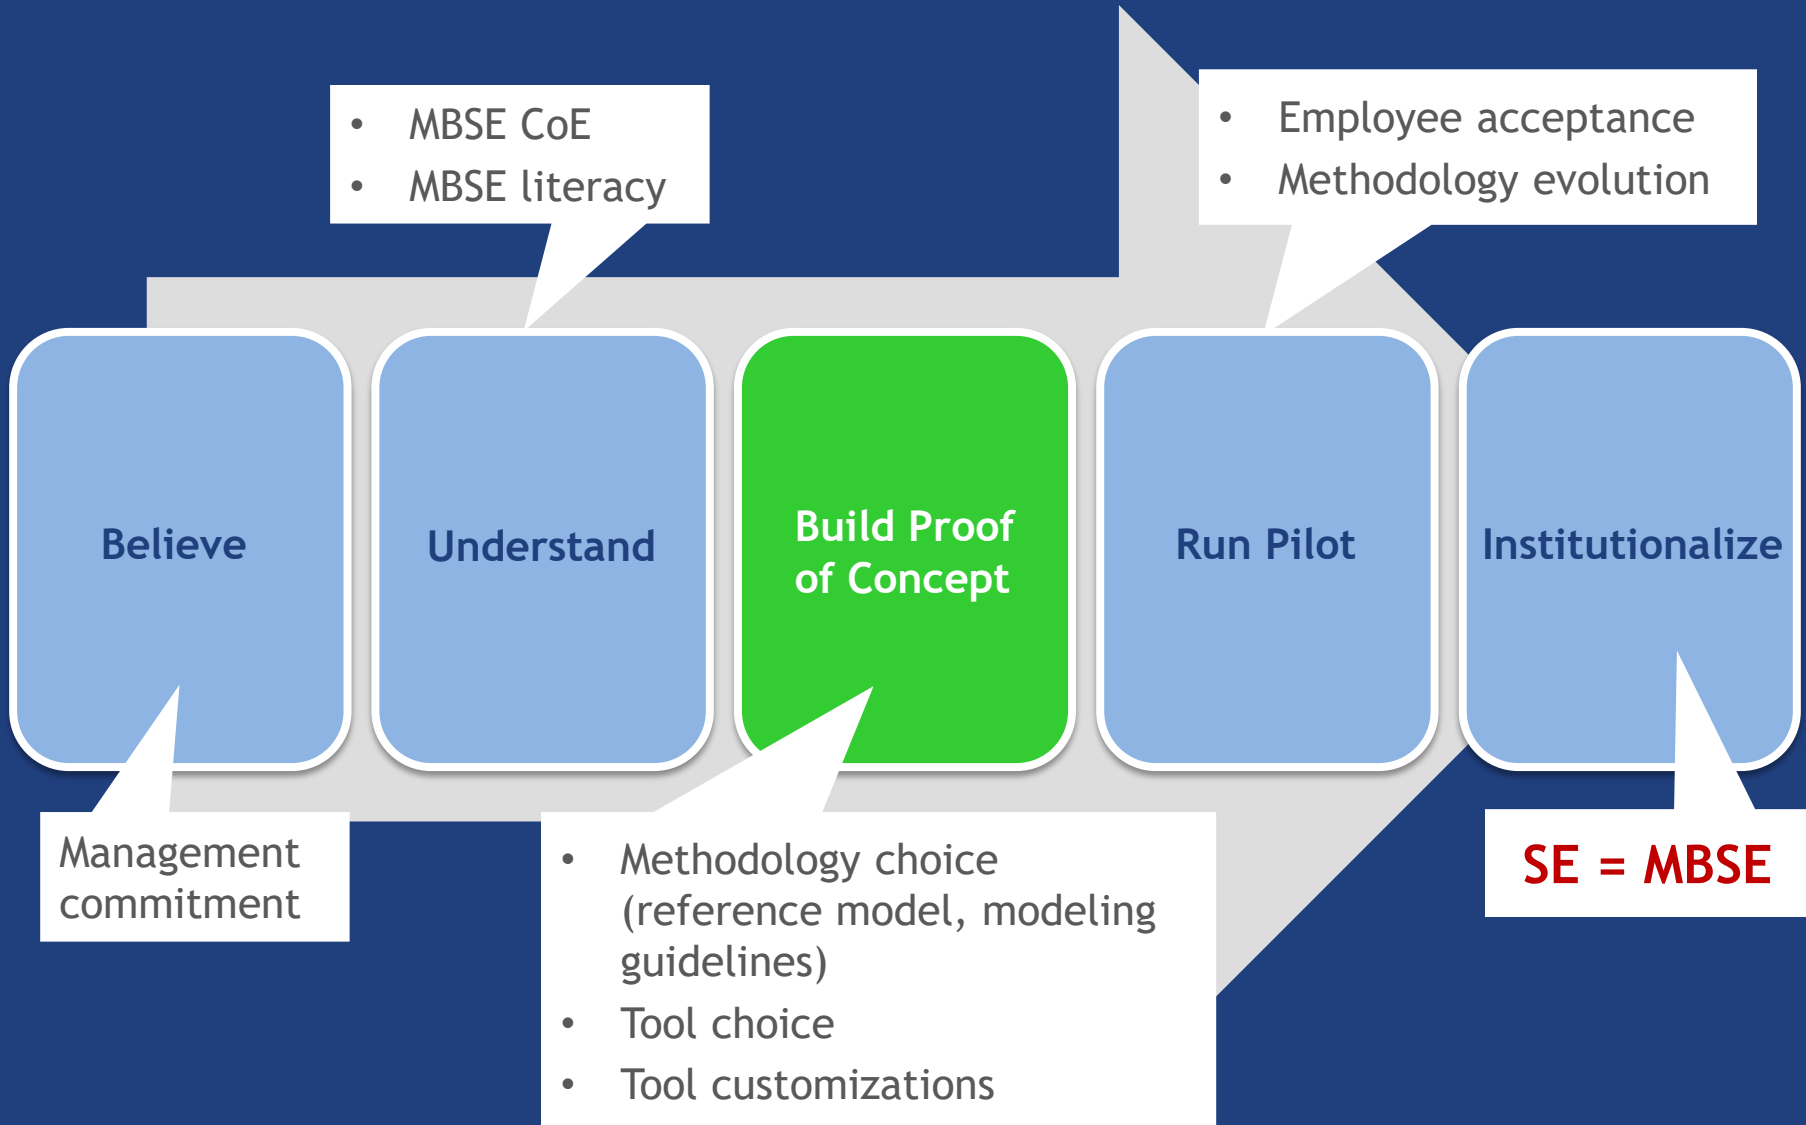 • MBSE CoE
• MBSE literacy
• Employee acceptance
• Methodology evolution
Believe
Understand
Build Proof
of Concept
Run Pilot
Institutionalize
Management
commitment
• Methodology choice
(reference model, modeling
guidelines)
• Tool choice
• Tool customizations
SE = MBSE